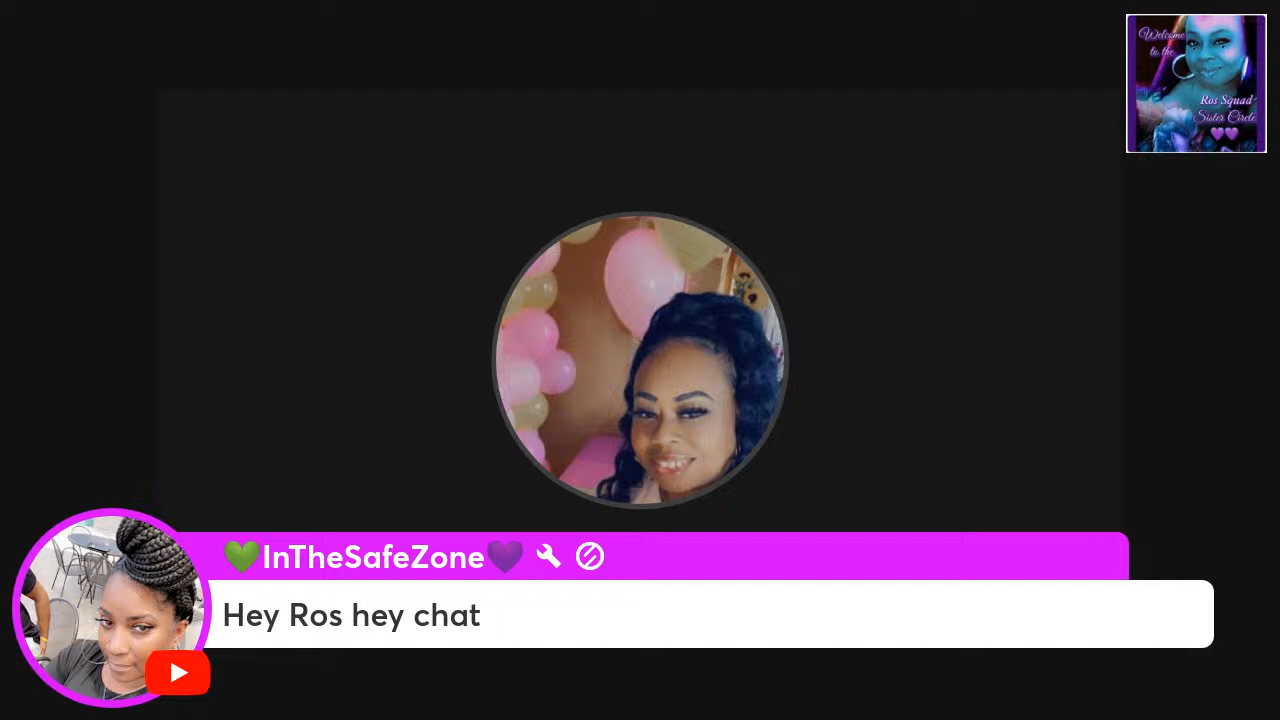 Welcome
to the
Ros Squad
Sister Circle
💚InTheSafeZone💜
Hey Ros hey chat